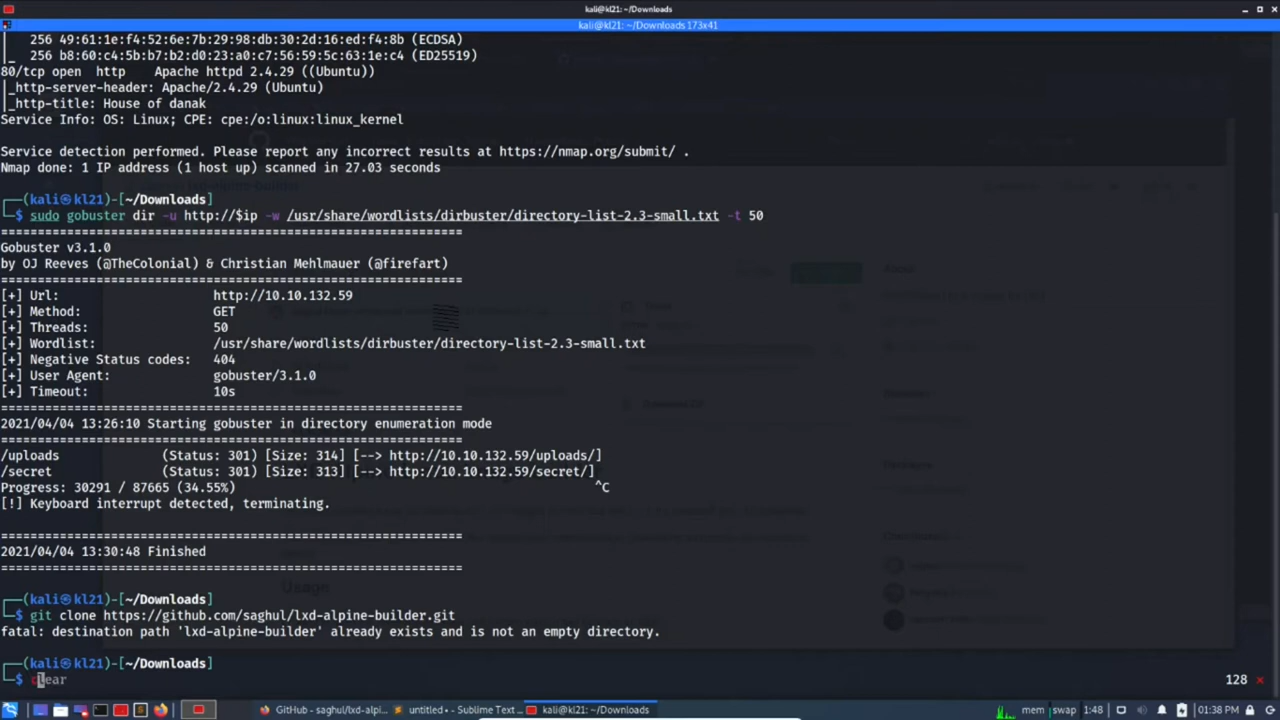 kali@kl21: ~/Downloads
kali@kl21: ~/Downloads 173x41
|   256 49:61:1e:f4:52:6e:7b:29:98:db:30:2d:16:ed:f4:8b (ECDSA)
|_  256 b8:60:c4:5b:b7:b2:d0:23:a0:c7:56:59:5c:63:1e:c4 (ED25519)
80/tcp open  http    Apache httpd 2.4.29 ((Ubuntu))
|_http-server-header: Apache/2.4.29 (Ubuntu)
|_http-title: House of danak
Service Info: OS: Linux; CPE: cpe:/o:linux:linux_kernel
Service detection performed. Please report any incorrect results at https://nmap.org/submit/ .
Nmap done: 1 IP address (1 host up) scanned in 27.03 seconds
┌──(kali㉿kl21)-[~/Downloads]
└─$ sudo gobuster dir -u http://$ip -w /usr/share/wordlists/dirbuster/directory-list-2.3-small.txt -t 50
===============================================================
Gobuster v3.1.0
by OJ Reeves (@TheColonial) & Christian Mehlmauer (@firefart)
===============================================================
[+] Url:                     http://10.10.132.59
[+] Method:                  GET
[+] Threads:                 50
[+] Wordlist:                /usr/share/wordlists/dirbuster/directory-list-2.3-small.txt
[+] Negative Status codes:   404
[+] User Agent:              gobuster/3.1.0
[+] Timeout:                 10s
===============================================================
2021/04/04 13:26:10 Starting gobuster in directory enumeration mode
===============================================================
/uploads              (Status: 301) [Size: 314] [--> http://10.10.132.59/uploads/]
/secret               (Status: 301) [Size: 313] [--> http://10.10.132.59/secret/]
Progress: 30291 / 87665 (34.55%)                                                 ^C
[!] Keyboard interrupt detected, terminating.
===============================================================
2021/04/04 13:30:48 Finished
===============================================================
Usage
┌──(kali㉿kl21)-[~/Downloads]
└─$ git clone https://github.com/saghul/lxd-alpine-builder.git
fatal: destination path 'lxd-alpine-builder' already exists and is not an empty directory.
┌──(kali㉿kl21)-[~/Downloads]
└─$ clear 128 ⨯
GitHub - saghul/lxd-alpi... untitled • - Sublime Text ... kali@kl21: ~/Downloads mem swap 1:48 01:38 PM